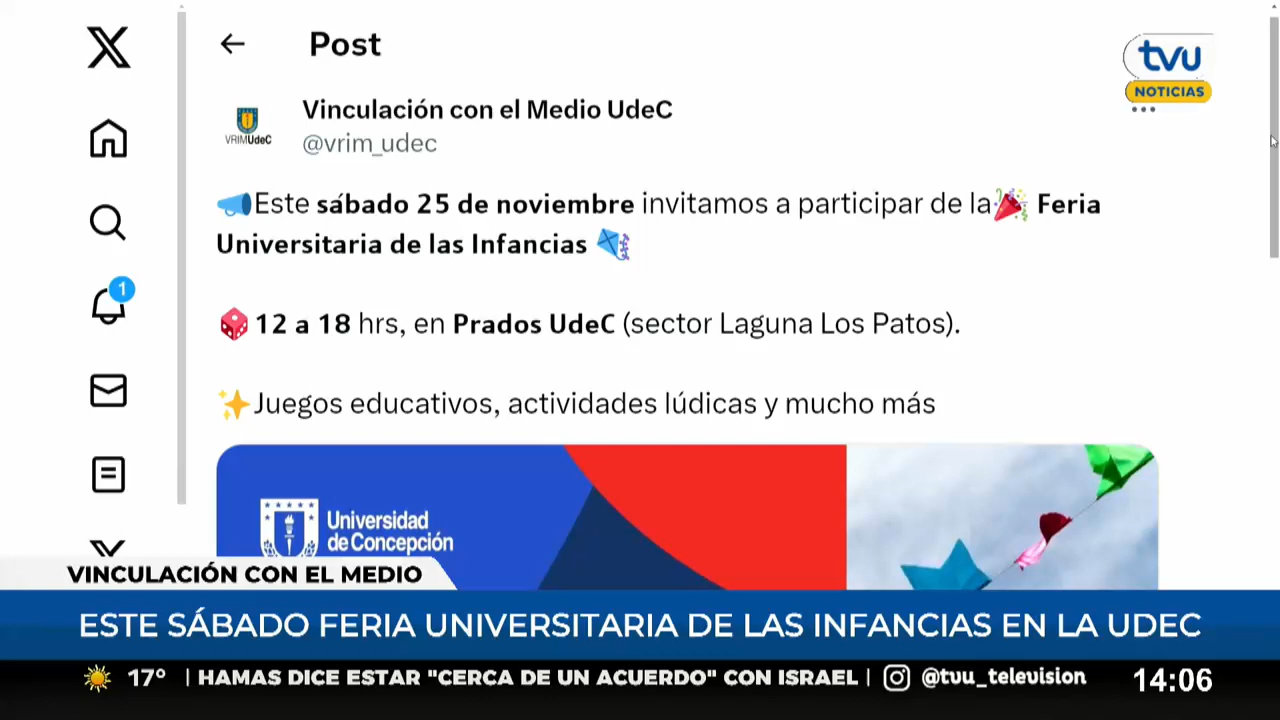 Post
tvu
NOTICIAS
Vinculación con el Medio UdeC
VRIMUdeC
@vrim_udec
Este sábado 25 de noviembre invitamos a participar de la Feria
Universitaria de las Infancias
1
12 a 18 hrs, en Prados UdeC (sector Laguna Los Patos).
Juegos educativos, actividades lúdicas y mucho más
Universidad
de Concepción
VINCULACIÓN CON EL MEDIO
ESTE SÁBADO FERIA UNIVERSITARIA DE LAS INFANCIAS EN LA UDEC
17° | HAMAS DICE ESTAR "CERCA DE UN ACUERDO" CON ISRAEL | @tvu_television 14:06